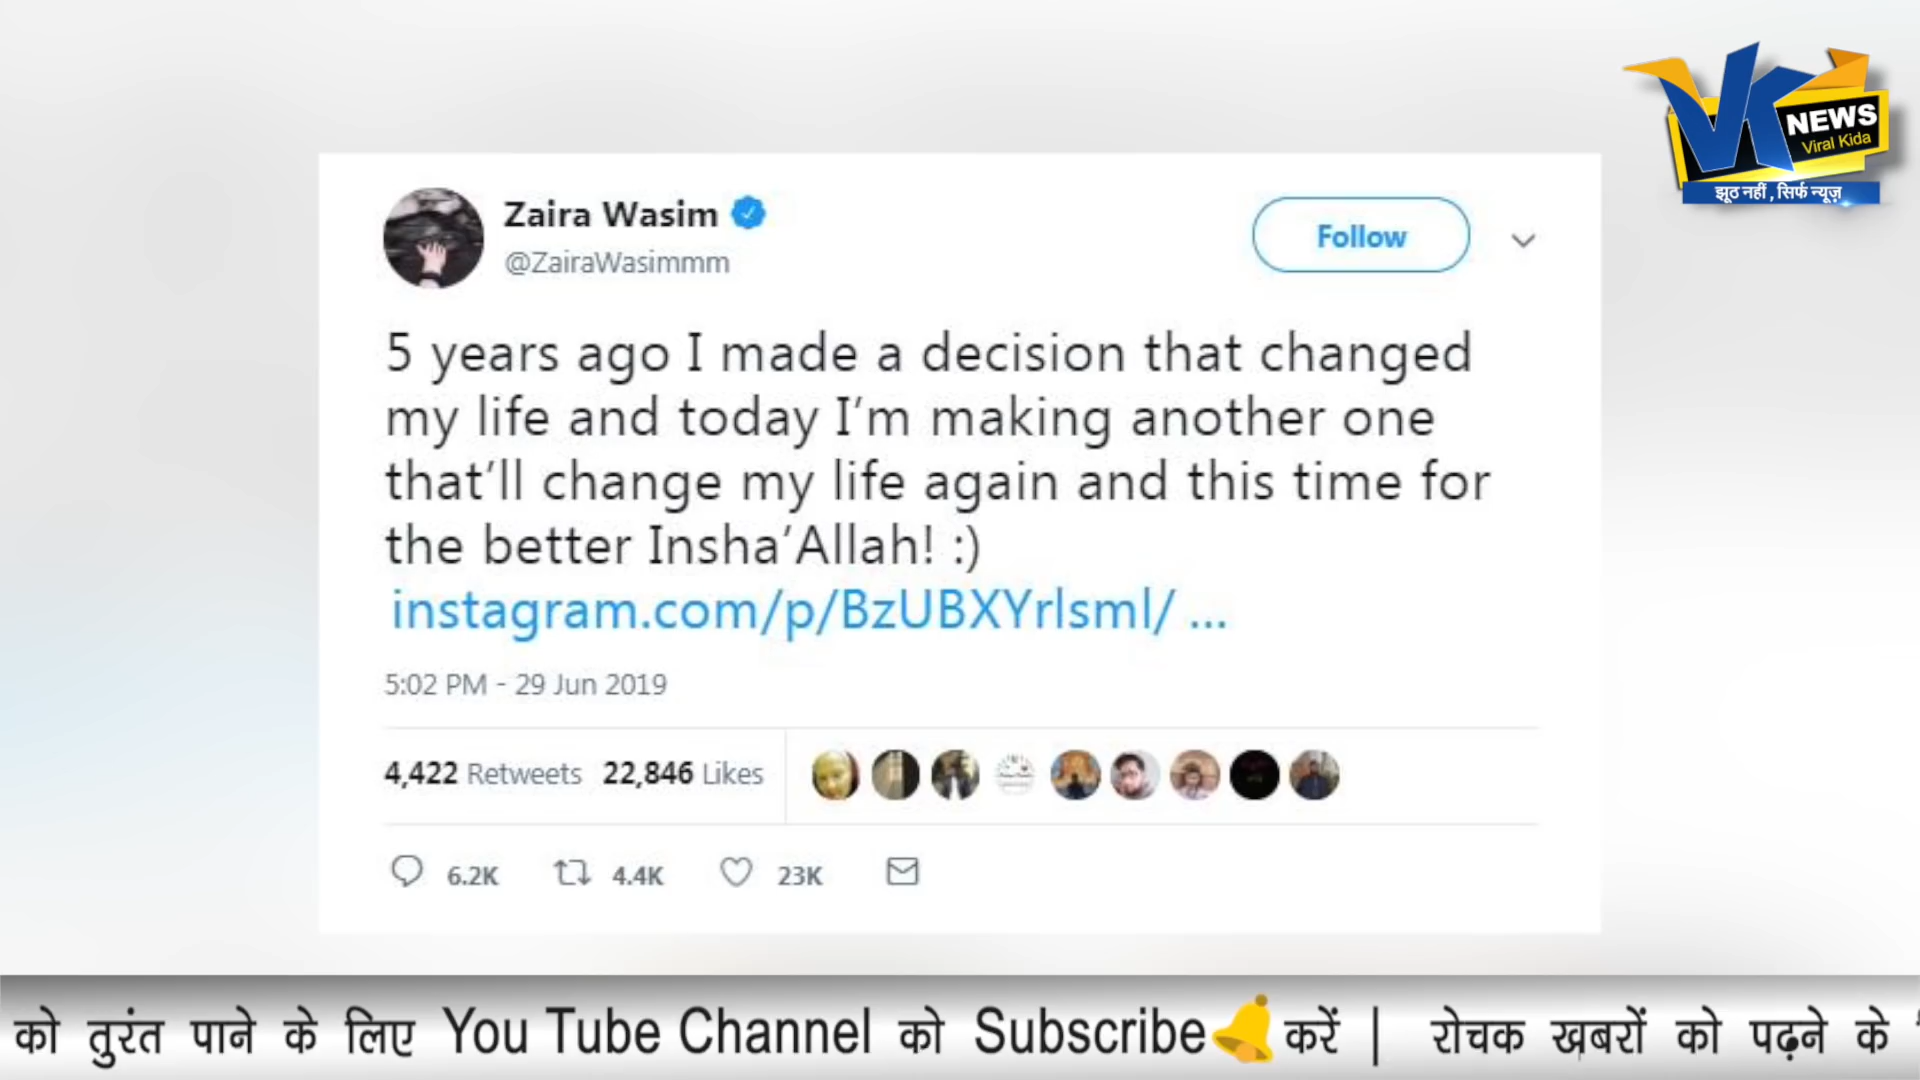 NEWS
Viral Kida
झूठ नहीं, सिर्फ न्यूज़
Zaira Wasim
@ZairaWasimmm
Follow
5 years ago I made a decision that changed
my life and today I’m making another one
that’ll change my life again and this time for
the better Insha’Allah! :)
instagram.com/p/BzUBXYrlsml/ ...
5:02 PM - 29 Jun 2019
4,422 Retweets 22,846 Likes
6.2K 4.4K 23K
को तुरंत पाने के लिए You Tube Channel को Subscribe करें | रोचक ख़बरों को पढ़ने के